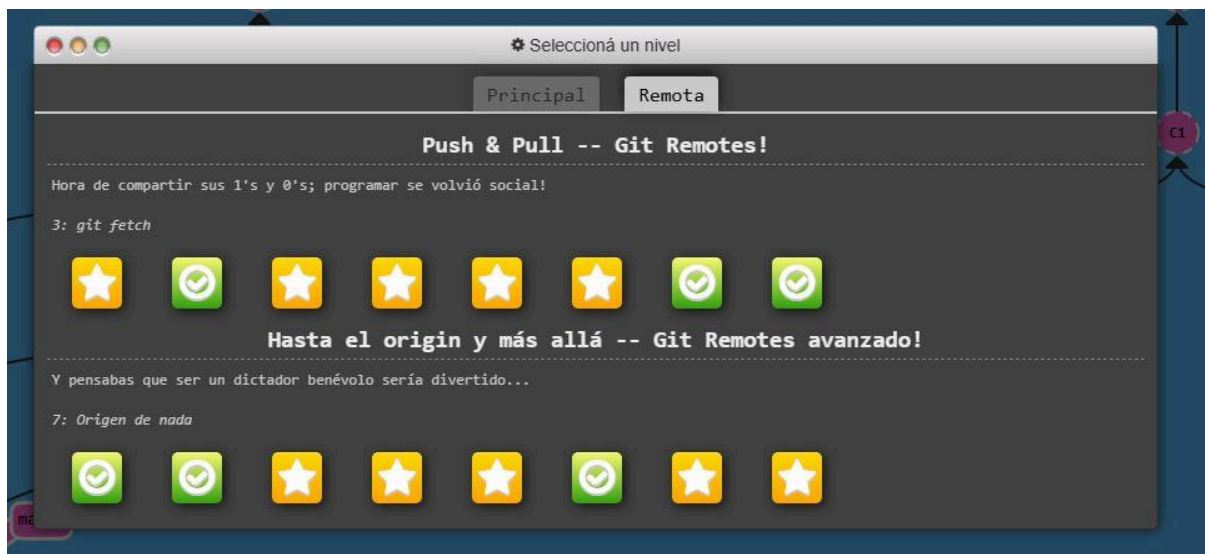 Seleccioná un nivel
Principal
Remota
Push & Pull -- Git Remotes!
Hora de compartir sus 1's y 0's; programar se volvió social!
3: git fetch
Hasta el origin y más allá -- Git Remotes avanzado!
Y pensabas que ser un dictador benévolo sería divertido...
7: Origen de nada
C1